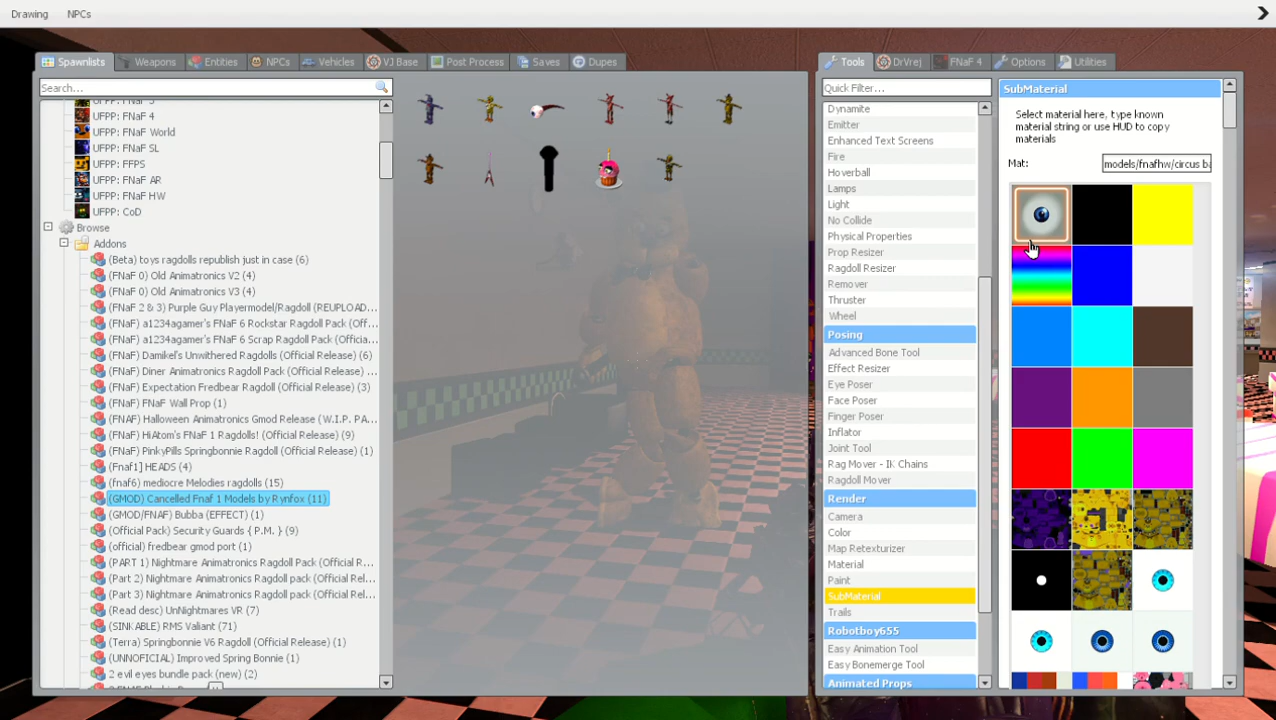 Drawing NPCs
Spawnlists Weapons Entities NPCs Vehicles VJ Base Post Process Saves Dupes
Search...
UFPP: FNaF 4
UFPP: FNaF World
UFPP: FNaF SL
UFPP: FFPS
UFPP: FNaF AR
UFPP: FNaF HW
UFPP: CoD
Browse
Addons
(Beta) to ys ragdolls republish just in case (6)
(FNaF 0) Old Animatronics V2 (4)
(FNaF 0) Old Animatronics V3 (4)
(FNaF 2 & 3) Purple Guy Playermodel/Ragdoll (REUPLOAD...
(FNaF) a1234agamer's FNaF 6 Rockstar Ragdoll Pack (Off...
(FNaF) a1234agamer's FNaF 6 Scrap Ragdoll Pack (Official...
(FNaF) Damikel's Unwithered Ragdolls (Official Release) (6)
(FNaF) Diner Animatronics Ragdoll Pack (Official Release) ...
(FNaF) Expectation Fredbear Ragdoll (Official Release) (3)
(FNaF) FNaF Wall Prop (1)
(FNAF) Halloween Animatronics Gmod Release ( W.I.P. PA...
(FNaF) HiAtom's FNaF 1 Ragdolls! (Official Release) (9)
(FNAF) PinkyPills Springbonnie Ragdoll (Official Release) (1)
(Fnaf1] HEADS (4)
(fnaf6) mediocre Melodies ragdolls (15)
(GMOD) Cancelled Fnaf 1 Models by Rynfox (11)
(GMOD/FNAF) Bubba (EFFECT) (1)
(Official Pack) Security Guards { P.M. } (9)
(official) fredbear gmod port (1)
(PART 1) Nightmare Animatronics Ragdoll Pack (Official R...
(Part 2) Nightmare Animatronics Ragdoll pack (Official Rel...
(Part 3) Nightmare Animatronics Ragdoll pack (Official Rel...
(Read desc) UnNightmares VR (7)
(SINKABLE) RMS Valiant (71)
(Terra) Springbonnie V6 Ragdoll (Official Release) (1)
(UNNOFICIAL) Improved Spring Bonnie (1)
2 evil eyes bundle pack (new) (2)
Tools DrVrej FNaF 4 Options Utilities
Quick Filter...
Dynamite
Emitter
Enhanced Text Screens
Fire
Hoverball
Lamps
Light
No Collide
Physical Properties
Prop Resizer
Ragdoll Resizer
Remover
Thruster
Wheel
Posing
Advanced Bone Tool
Effect Resizer
Eye Poser
Face Poser
Finger Poser
Inflator
Joint Tool
Rag Mover - IK Chains
Ragdoll Mover
Render
Camera
Color
Map Retexturizer
Material
Paint
SubMaterial
Trails
Robotboy655
Easy Animation Tool
Easy Bonemerge Tool
Animated Props
SubMaterial
Select material here, type known
material string or use HUD to copy
materials
Mat: models/fnafhw/circus ba